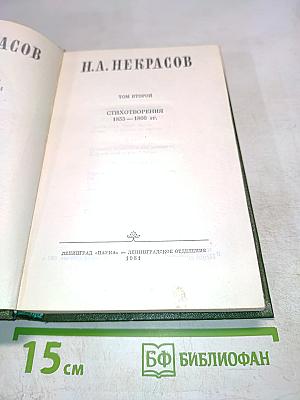 АСОВ
Н.А.НЕКРАСОВ
ТОМ ВТОРОЙ
СТИХОТВОРЕНИЯ
1855—1866 гг.
ЛЕНИНГРАД «НАУКА» — ЛЕНИНГРАДСКОЕ ОТДЕЛЕНИЕ
1981
15 см
БФ БИБЛИОФАН